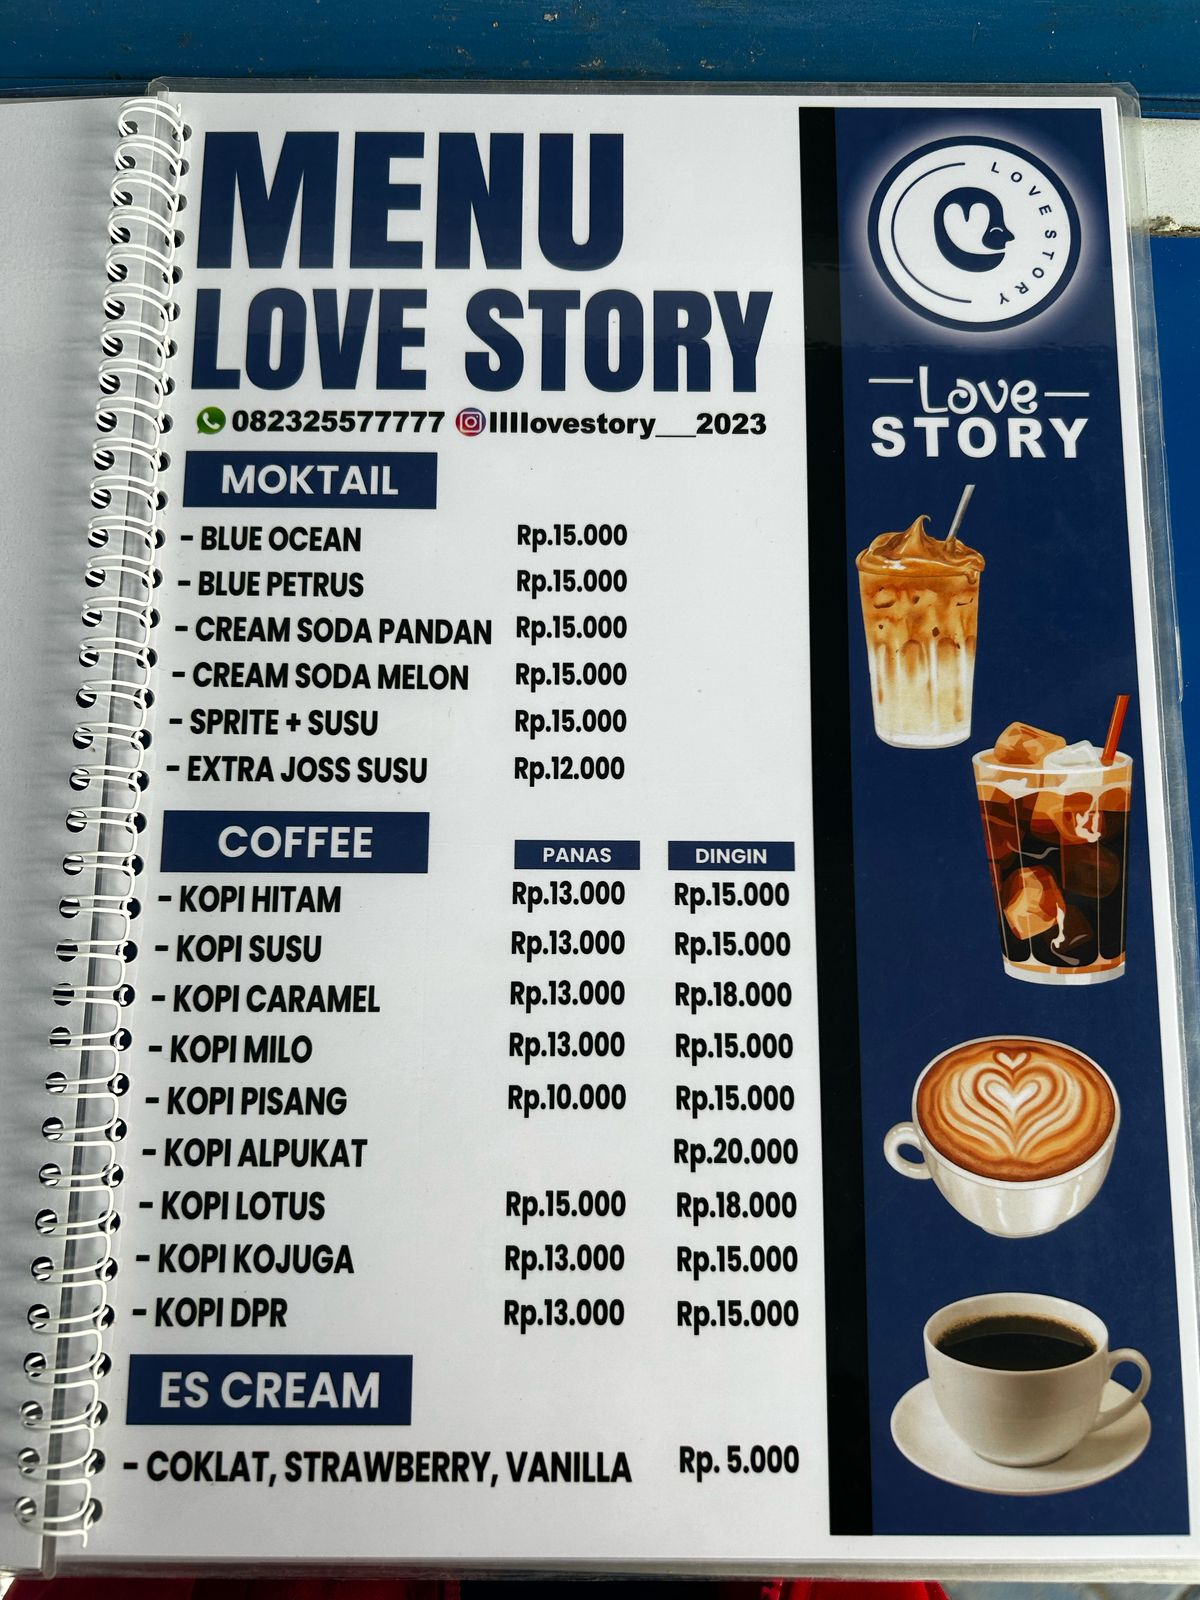 MENU
LOVE STORY
082325577777 llllovestory___2023
MOKTAIL
- BLUE OCEAN Rp.15.000
- BLUE PETRUS Rp.15.000
- CREAM SODA PANDAN Rp.15.000
- CREAM SODA MELON Rp.15.000
- SPRITE + SUSU Rp.15.000
- EXTRA JOSS SUSU Rp.12.000
COFFEE PANAS DINGIN
- KOPI HITAM Rp.13.000 Rp.15.000
- KOPI SUSU Rp.13.000 Rp.15.000
- KOPI CARAMEL Rp.13.000 Rp.18.000
- KOPI MILO Rp.13.000 Rp.15.000
- KOPI PISANG Rp.10.000 Rp.15.000
- KOPI ALPUKAT Rp.20.000
- KOPI LOTUS Rp.15.000 Rp.18.000
- KOPI KOJUGA Rp.13.000 Rp.15.000
- KOPI DPR Rp.13.000 Rp.15.000
ES CREAM
- COKLAT, STRAWBERRY, VANILLA Rp. 5.000
LOVE STORY
Love
STORY